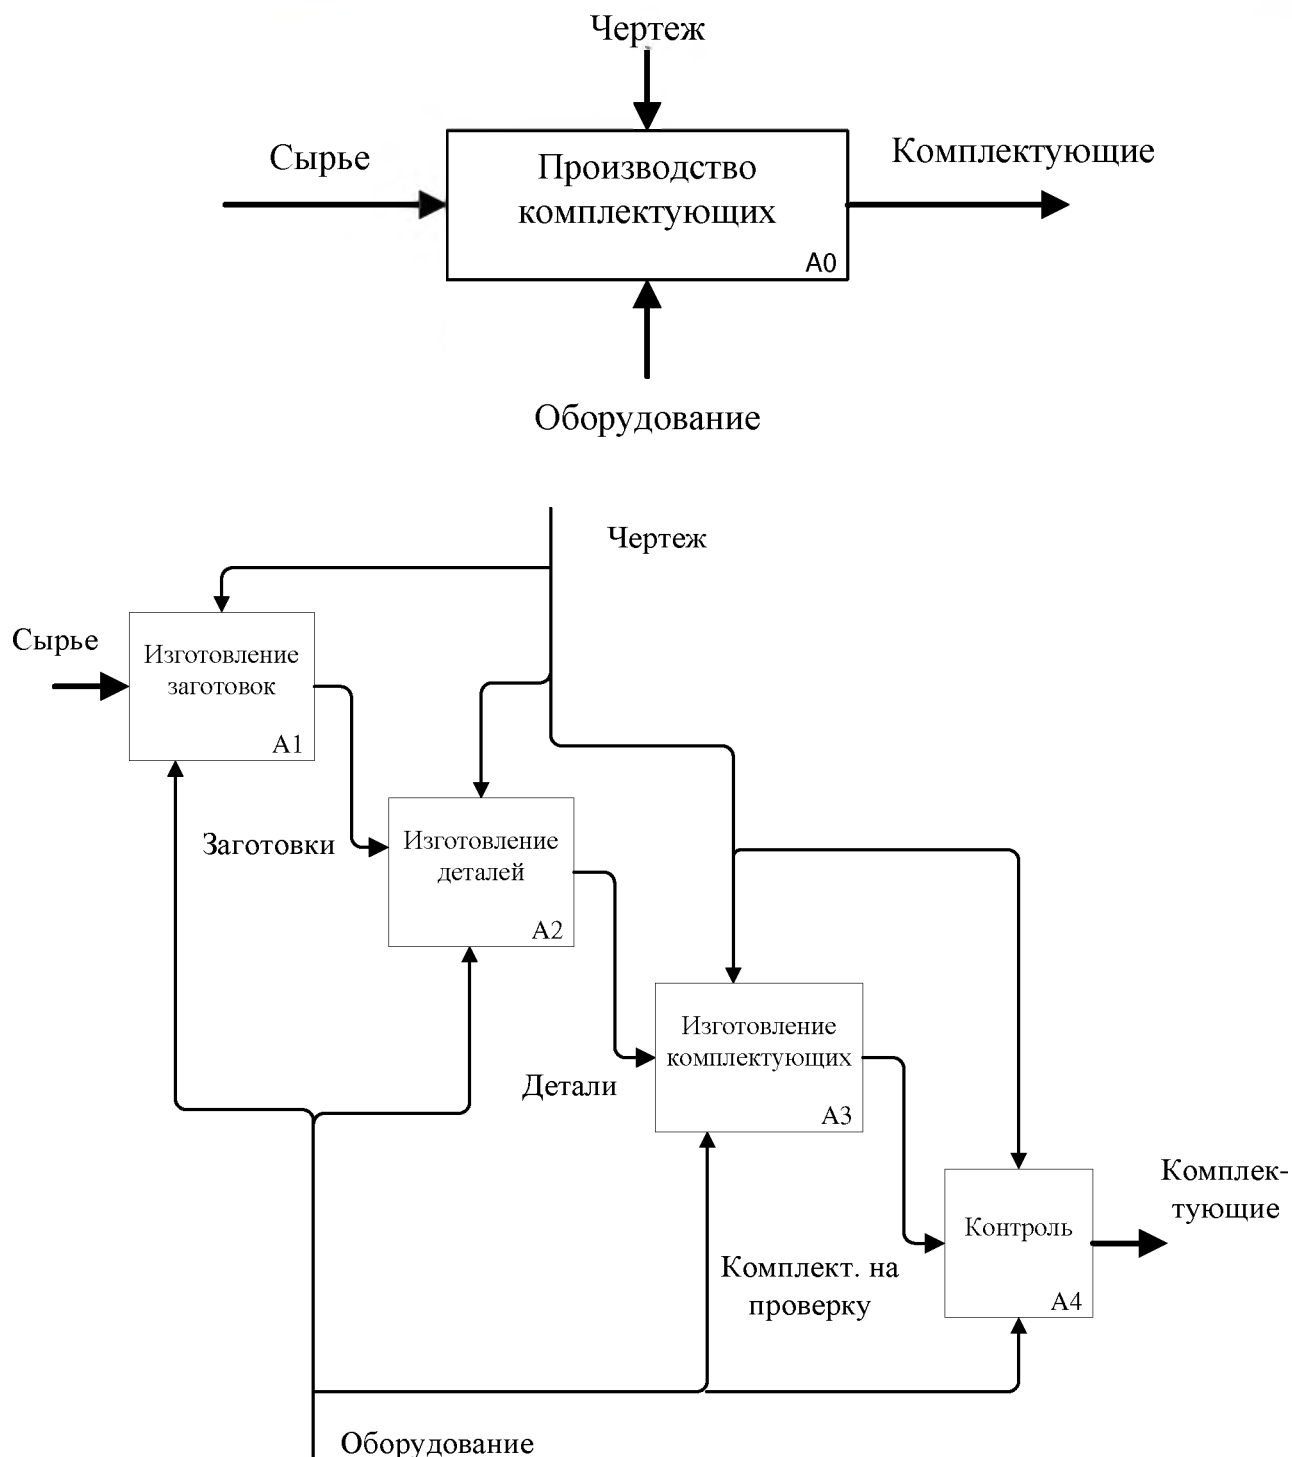 Чертеж
Сырье
Комплектующие
Производство
комплектующих
A0
Оборудование
Чертеж
Сырье
Изготовление
заготовок
A1
Заготовки
Изготовление
деталей
A2
Детали
Изготовление
комплектующих
A3
Комплект. на
проверку
Контроль
A4
Комплек-
тующие
Оборудование